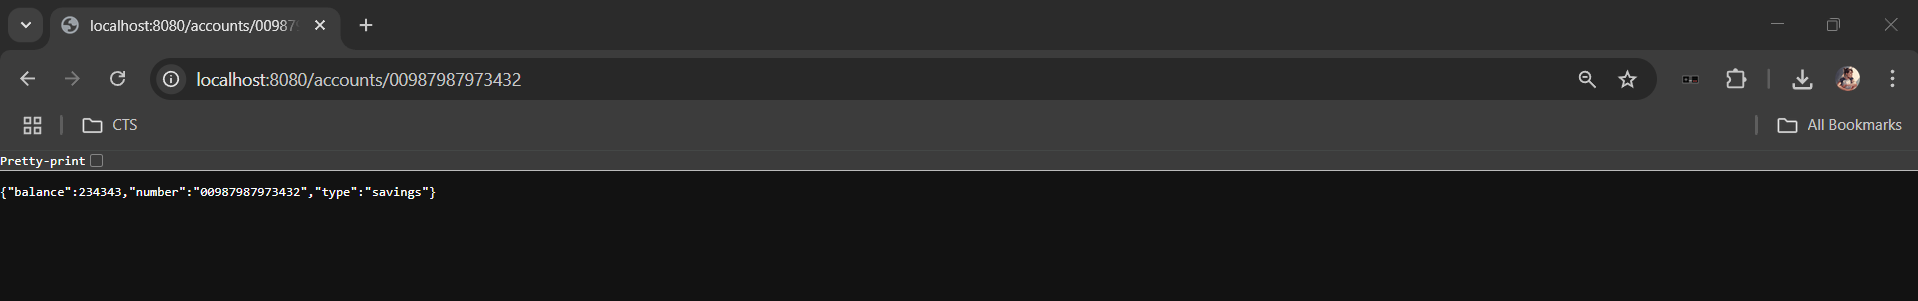 localhost:8080/accounts/00987
localhost:8080/accounts/00987987973432
CTS
All Bookmarks
Pretty-print
{"balance":234343,"number":"00987987973432","type":"savings"}